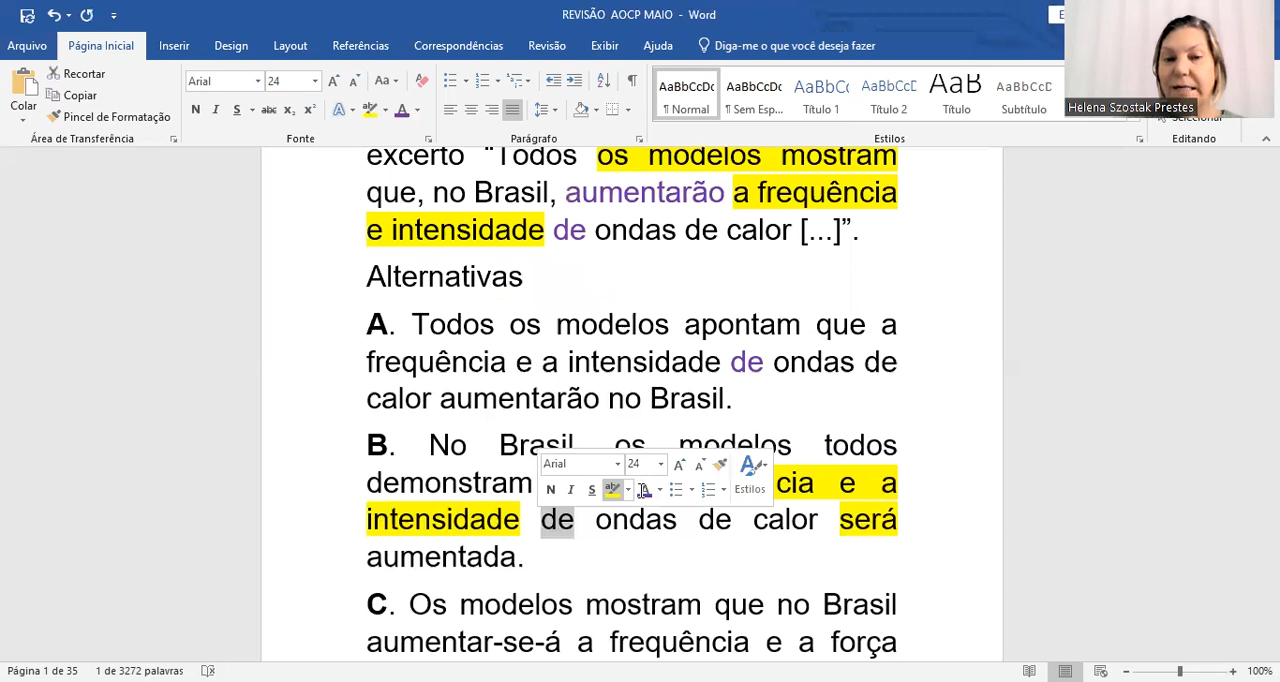 REVISÃO AOCP MAIO - Word
Arquivo Página Inicial Inserir Design Layout Referências Correspondências Revisão Exibir Ajuda Diga-me o que você deseja fazer
Helena Szostak Prestes
Colar
Recortar
Copiar
Pincel de Formatação
Área de Transferência
Arial 24
Fonte
Parágrafo
AaBbCcDc AaBbCcDc AaBbCc AaBbCcD AaB AaBbCcD
¶ Normal ¶ Sem Esp... Título 1 Título 2 Título Subtítulo
Estilos
Editando
excerto “Todos os modelos mostram
que, no Brasil, aumentarão a frequência
e intensidade de ondas de calor [...]”.
Alternativas
A. Todos os modelos apontam que a
frequência e a intensidade de ondas de
calor aumentarão no Brasil.
B. No Brasil os modelos todos
demonstram cia e a
intensidade de ondas de calor será
aumentada.
Arial 24
N I S Estilos
C. Os modelos mostram que no Brasil
aumentar-se-á a frequência e a força
Página 1 de 35 1 de 3272 palavras 100%